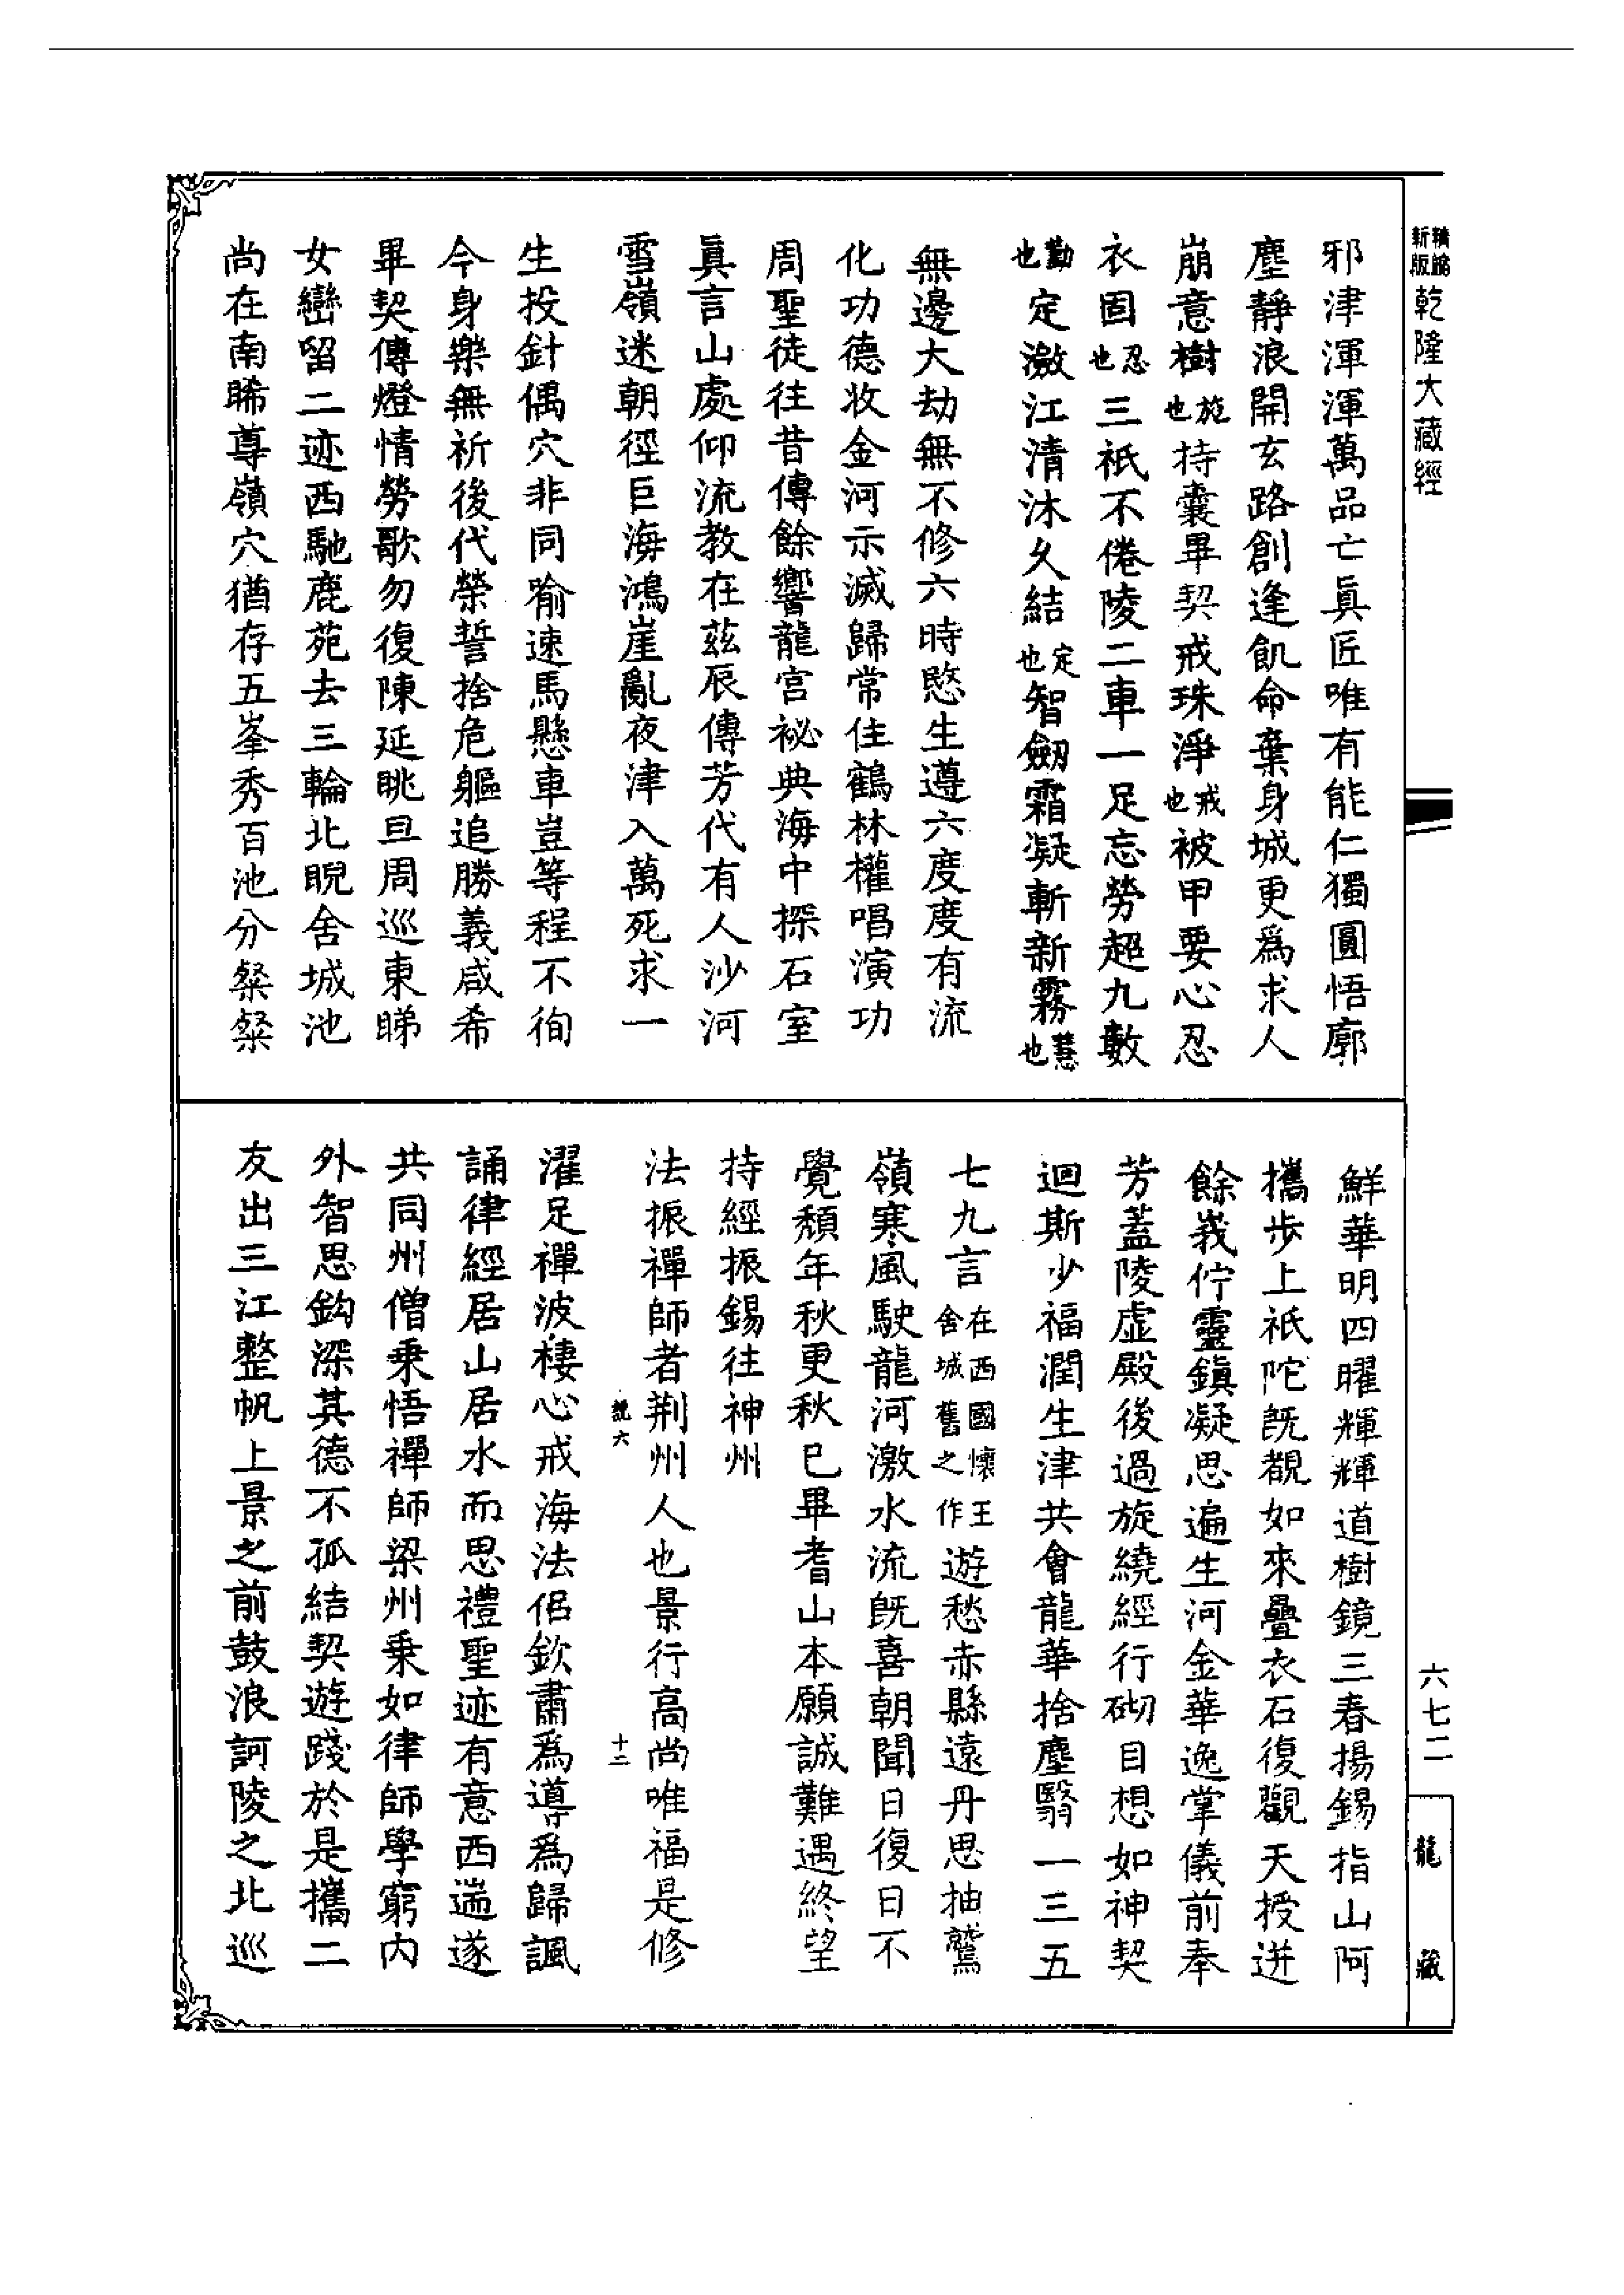 精縮新版乾隆大藏經
邪津渾渾萬品亡眞匠唯有能仁獨圓悟廓
塵靜浪開玄路創逢飢命棄身城更爲求人
崩意樹施也持囊畢契戒珠淨戒也被甲要心忍
衣固忍也三祇不倦陵二車一足忘勞超九數
勤也定激江清沐久結定也智劒霜凝斬新霧慧也
無邊大劫無不修六時愍生遵六度度有流
化功德收金河示滅歸常住鶴林權唱演功
周聖徒往昔傳餘響龍宮祕典海中探石室
眞言山處仰流教在茲辰傳芳代有人沙河
雪嶺迷朝徑巨海鴻崖亂夜津入萬死求一
生投針偶穴非同喻速馬懸車豈等程不徇
今身樂無祈後代榮誓捨危軀追勝義咸希
畢契傳燈情勞歌勿復陳延眺旦周巡東睇
女巒留二迹西馳鹿苑去三輪北睨舍城池
尚在南睎尊嶺穴猶存五峯秀百池分粲粲
鮮華明四曜輝輝道樹鏡三春揚錫指山阿
攜步上祇陀旣覩如來疊衣石復觀天授迸
餘峩佇靈鎭凝思遍生河金華逸掌儀前奉
芳蓋陵虛殿後過旋繞經行砌目想如神契
迴斯少福潤生津共會龍華捨塵翳一三五
七九言在西國懷王舍城舊之作遊愁赤縣遠丹思抽鷲
嶺寒風駛龍河激水流旣喜朝聞日復日不
覺頹年秋更秋已畢耆山本願誠難遇終望
持經振錫往神州
法振禪師者荆州人也景行高尚唯福是修
說六
十二
濯足禪波棲心戒海法侶欽肅爲導爲歸諷
誦律經居山居水而思禮聖迹有意西遄遂
共同州僧乘悟禪師梁州乘如律師學窮內
外智思鈎深其德不孤結契遊踐於是攜二
友出三江整帆上景之前鼓浪訶陵之北巡
六七二
龍藏